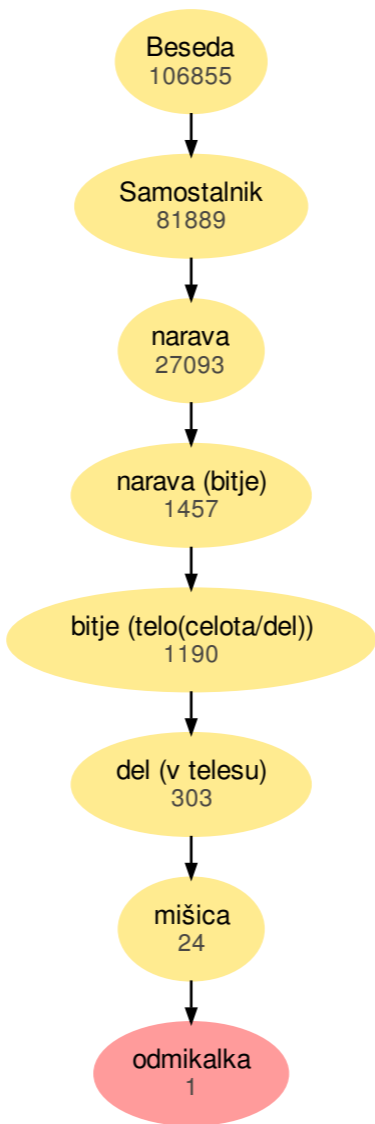 Beseda
106855
Samostalnik
81889
narava
27093
narava (bitje)
1457
bitje (telo(celota/del))
1190
del (v telesu)
303
mišica
24
odmikalka
1